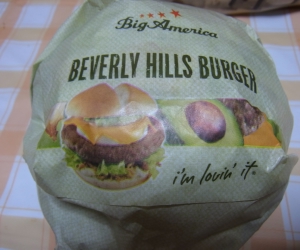 Big America
BEVERLY HILLS BURGER
i'm lovin' it.